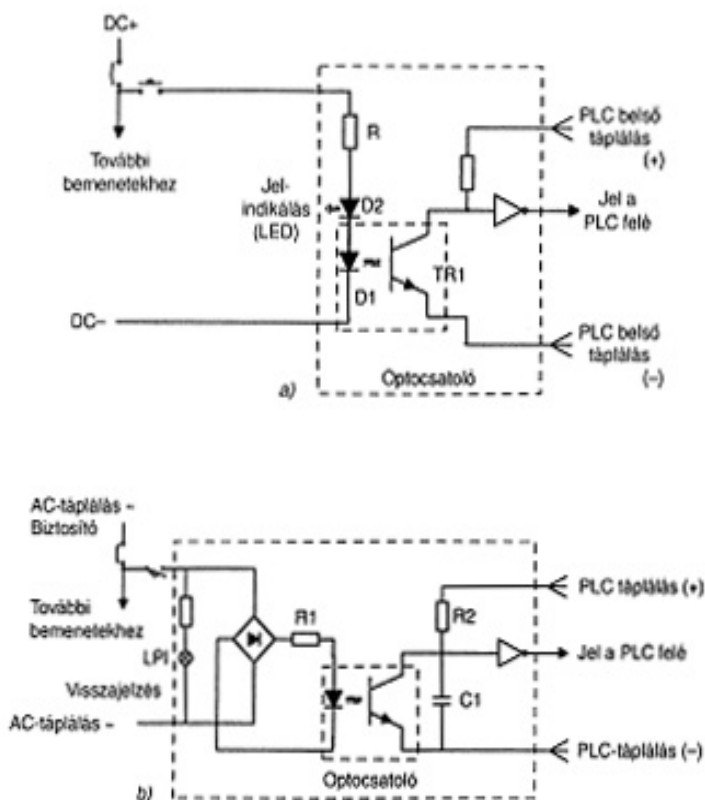 DC+
További
bemenetekhez
Jel-
indikálás
(LED)
R
D2
D1
TR1
PLC belső
táplálás
(+)
Jel a
PLC felé
DC–
PLC belső
táplálás
(–)
Optocsatoló
a)
AC-táplálás ~
Biztosító
További
bemenetekhez
LPI
Visszajelzés
AC-táplálás ~
R1
R2
C1
PLC táplálás (+)
Jel a PLC felé
PLC-táplálás (–)
Optocsatoló
b)